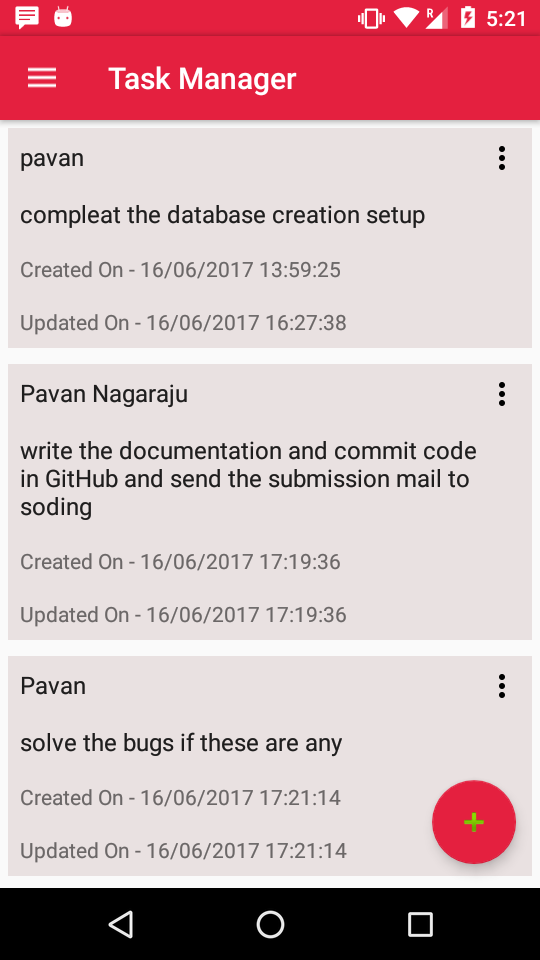 R 5:21
Task Manager
pavan
compleat the database creation setup
Created On - 16/06/2017 13:59:25
Updated On - 16/06/2017 16:27:38
Pavan Nagaraju
write the documentation and commit code
in GitHub and send the submission mail to
soding
Created On - 16/06/2017 17:19:36
Updated On - 16/06/2017 17:19:36
Pavan
solve the bugs if these are any
Created On - 16/06/2017 17:21:14
Updated On - 16/06/2017 17:21:14
+